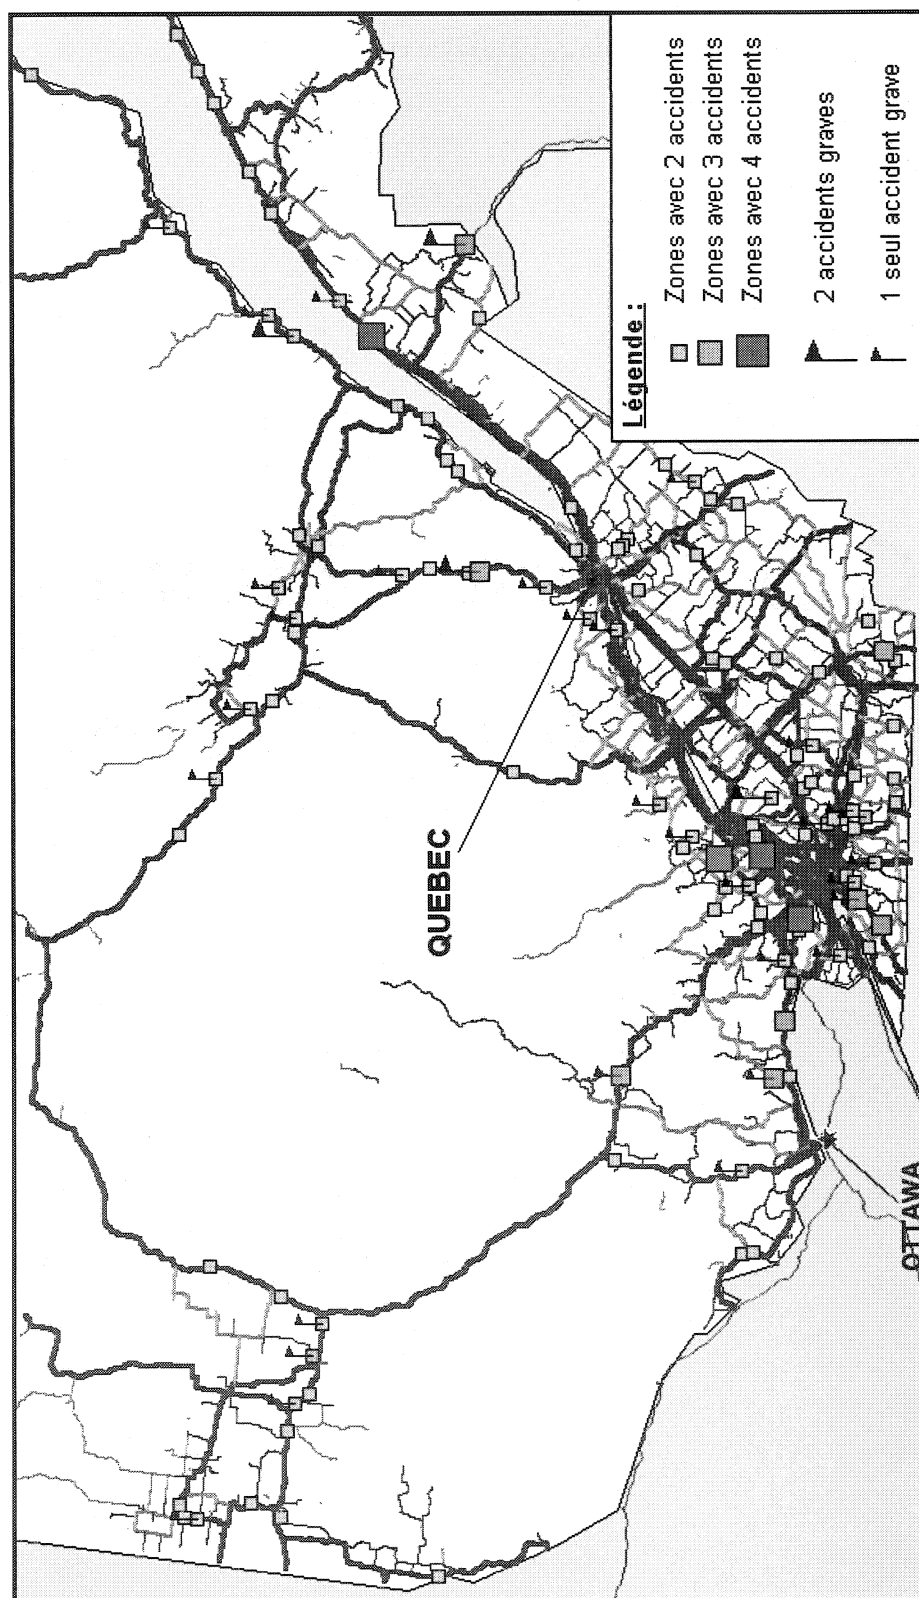 QUEBEC
OTTAWA
Légende :
Zones avec 2 accidents
Zones avec 3 accidents
Zones avec 4 accidents
2 accidents graves
1 seul accident grave